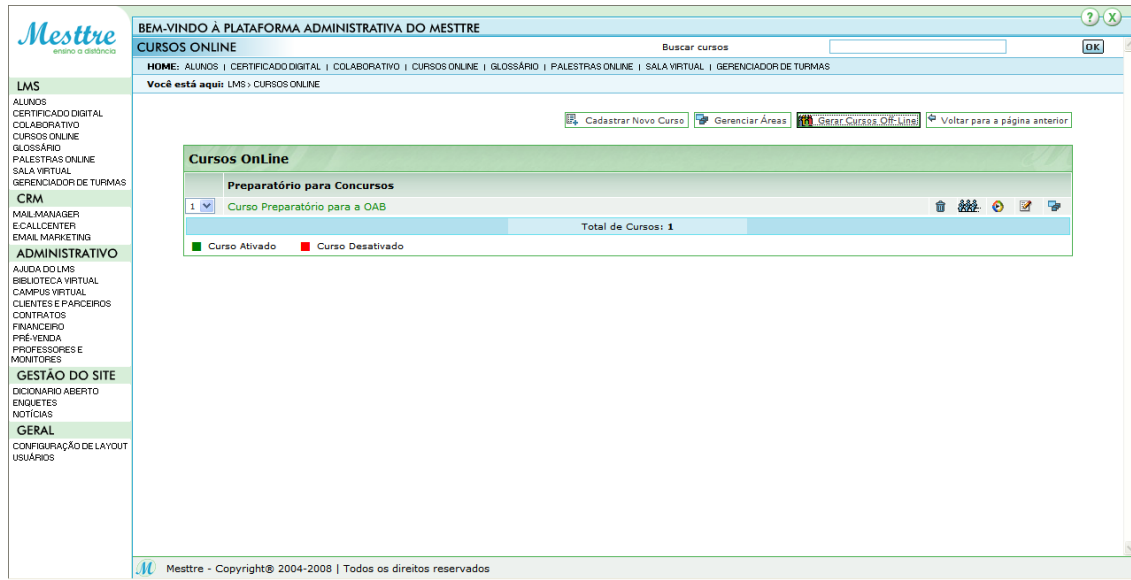 Mesttre
ensino a distância
BEM-VINDO À PLATAFORMA ADMINISTRATIVA DO MESTTRE
? X
CURSOS ONLINE
Buscar cursos
OK
HOME: ALUNOS | CERTIFICADO DIGITAL | COLABORATIVO | CURSOS ONLINE | GLOSSÁRIO | PALESTRAS ONLINE | SALA VIRTUAL | GERENCIADOR DE TURMAS
Você está aqui: LMS › CURSOS ONLINE
LMS
ALUNOS
CERTIFICADO DIGITAL
COLABORATIVO
CURSOS ONLINE
GLOSSÁRIO
PALESTRAS ONLINE
SALA VIRTUAL
GERENCIADOR DE TURMAS
CRM
MAIL:MANAGER
E:CALLCENTER
EMAIL MARKETING
ADMINISTRATIVO
AJUDA DO LMS
BIBLIOTECA VIRTUAL
CAMPUS VIRTUAL
CLIENTES E PARCEIROS
CONTRATOS
FINANCEIRO
PRÉ-VENDA
PROFESSORES E
MONITORES
GESTÃO DO SITE
DICIONARIO ABERTO
ENQUETES
NOTÍCIAS
GERAL
CONFIGURAÇÃO DE LAYOUT
USUÁRIOS
Cadastrar Novo Curso
Gerenciar Áreas
Gerar Cursos Off-Line
Voltar para a página anterior
Cursos OnLine
Preparatório para Concursos
1 Curso Preparatório para a OAB
Total de Cursos: 1
Curso Ativado Curso Desativado
M Mesttre - Copyright® 2004-2008 | Todos os direitos reservados